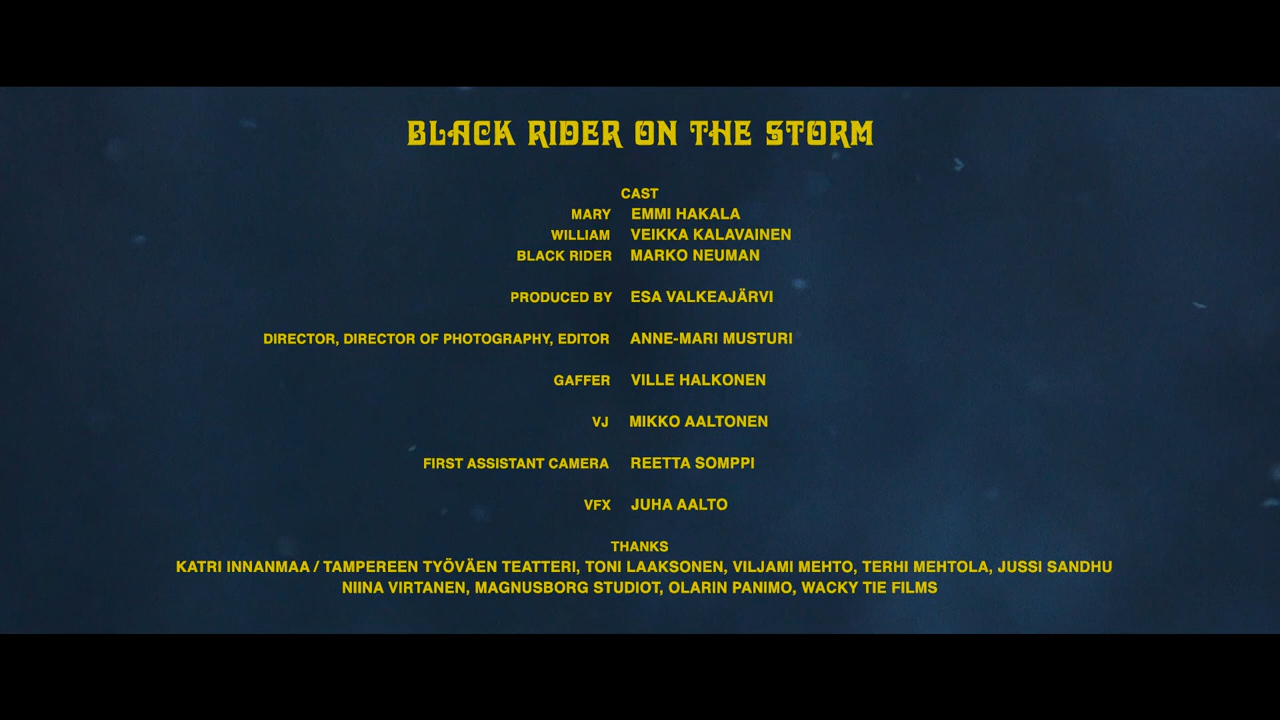 BLACK RIDER ON THE STORM
CAST
MARY EMMI HAKALA
WILLIAM VEIKKA KALAVAINEN
BLACK RIDER MARKO NEUMAN
PRODUCED BY ESA VALKEAJÄRVI
DIRECTOR, DIRECTOR OF PHOTOGRAPHY, EDITOR ANNE-MARI MUSTURI
GAFFER VILLE HALKONEN
VJ MIKKO AALTONEN
FIRST ASSISTANT CAMERA REETTA SOMPPI
VFX JUHA AALTO
THANKS
KATRI INNANMAA / TAMPEREEN TYÖVÄEN TEATTERI, TONI LAAKSONEN, VILJAMI MEHTO, TERHI MEHTOLA, JUSSI SANDHU
NIINA VIRTANEN, MAGNUSBORG STUDIOT, OLARIN PANIMO, WACKY TIE FILMS